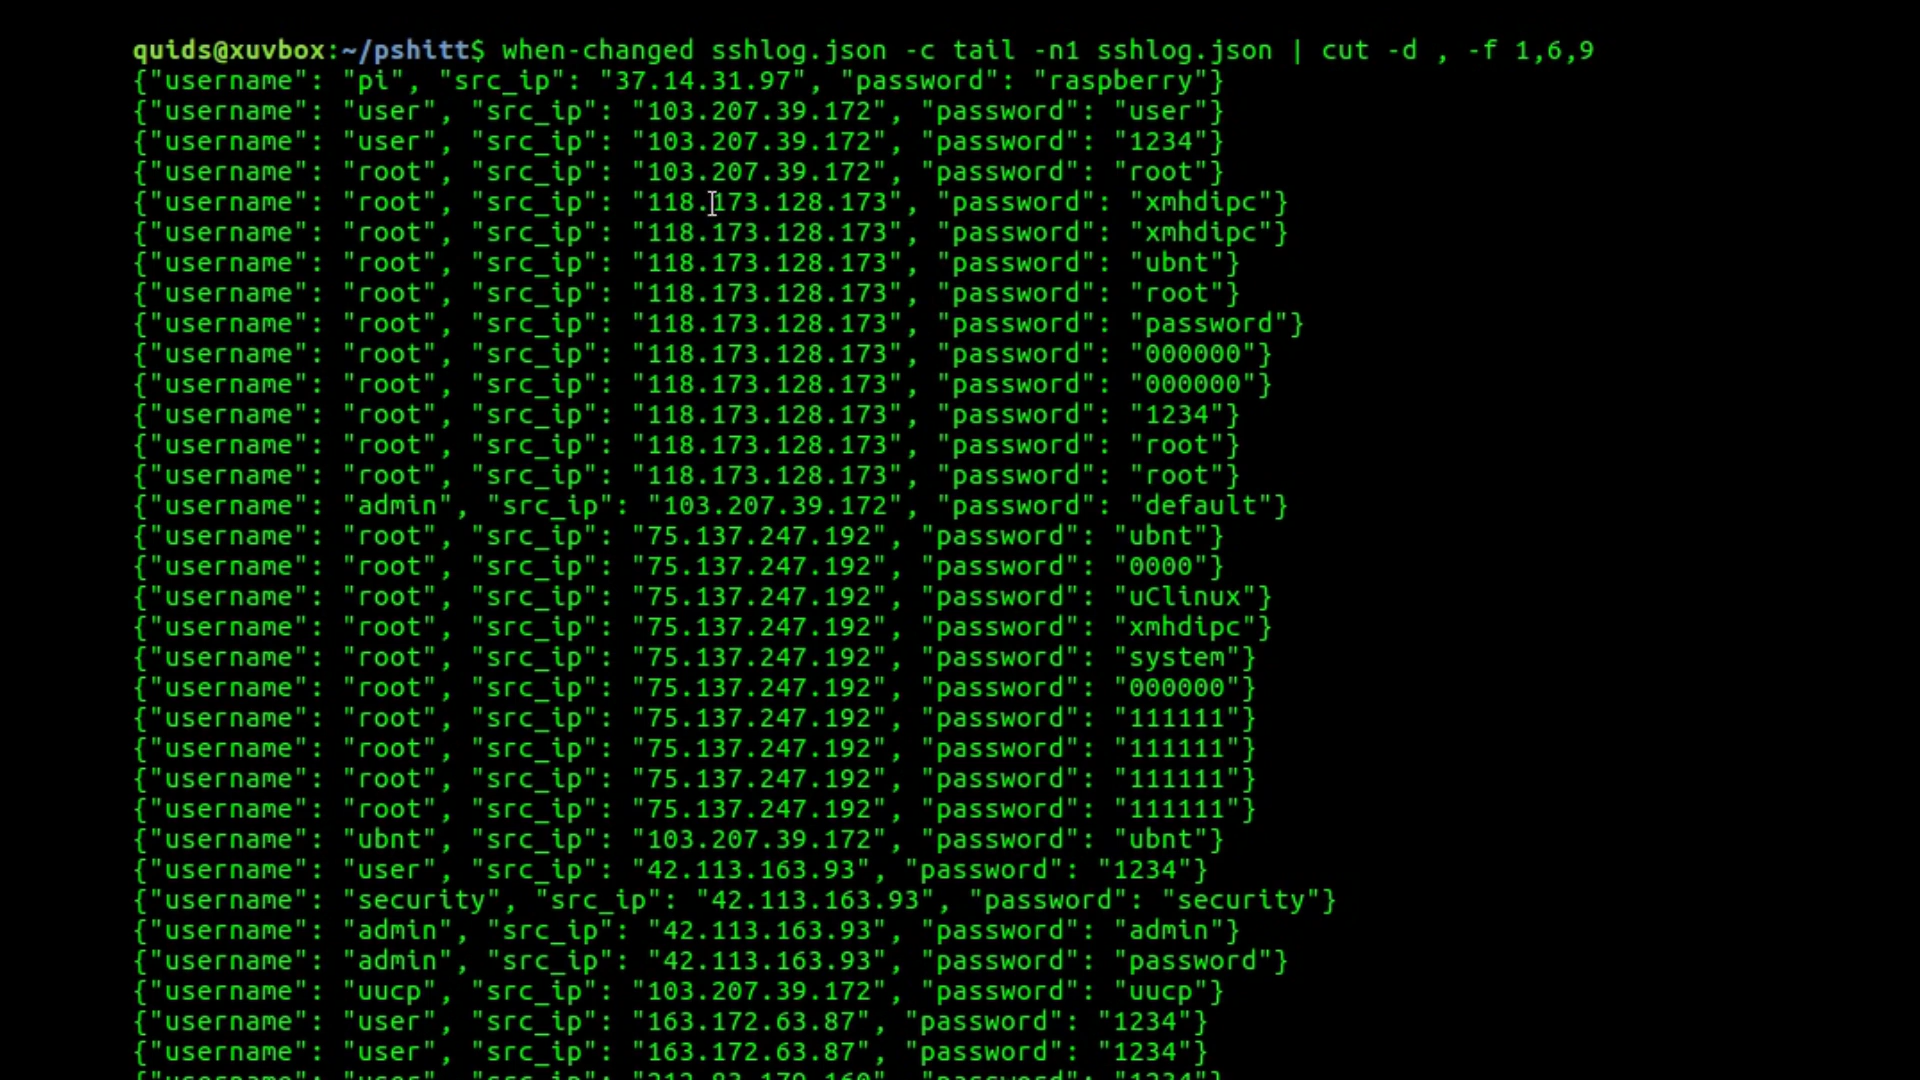 quids@xuvbox:~/pshitt$ when-changed sshlog.json -c tail -n1 sshlog.json | cut -d , -f 1,6,9
{"username": "pi", "src_ip": "37.14.31.97", "password": "raspberry"}
{"username": "user", "src_ip": "103.207.39.172", "password": "user"}
{"username": "user", "src_ip": "103.207.39.172", "password": "1234"}
{"username": "root", "src_ip": "103.207.39.172", "password": "root"}
{"username": "root", "src_ip": "118.173.128.173", "password": "xmhdipc"}
{"username": "root", "src_ip": "118.173.128.173", "password": "xmhdipc"}
{"username": "root", "src_ip": "118.173.128.173", "password": "ubnt"}
{"username": "root", "src_ip": "118.173.128.173", "password": "root"}
{"username": "root", "src_ip": "118.173.128.173", "password": "password"}
{"username": "root", "src_ip": "118.173.128.173", "password": "000000"}
{"username": "root", "src_ip": "118.173.128.173", "password": "000000"}
{"username": "root", "src_ip": "118.173.128.173", "password": "1234"}
{"username": "root", "src_ip": "118.173.128.173", "password": "root"}
{"username": "root", "src_ip": "118.173.128.173", "password": "root"}
{"username": "admin", "src_ip": "103.207.39.172", "password": "default"}
{"username": "root", "src_ip": "75.137.247.192", "password": "ubnt"}
{"username": "root", "src_ip": "75.137.247.192", "password": "0000"}
{"username": "root", "src_ip": "75.137.247.192", "password": "uClinux"}
{"username": "root", "src_ip": "75.137.247.192", "password": "xmhdipc"}
{"username": "root", "src_ip": "75.137.247.192", "password": "system"}
{"username": "root", "src_ip": "75.137.247.192", "password": "000000"}
{"username": "root", "src_ip": "75.137.247.192", "password": "111111"}
{"username": "root", "src_ip": "75.137.247.192", "password": "111111"}
{"username": "root", "src_ip": "75.137.247.192", "password": "111111"}
{"username": "root", "src_ip": "75.137.247.192", "password": "111111"}
{"username": "ubnt", "src_ip": "103.207.39.172", "password": "ubnt"}
{"username": "user", "src_ip": "42.113.163.93", "password": "1234"}
{"username": "security", "src_ip": "42.113.163.93", "password": "security"}
{"username": "admin", "src_ip": "42.113.163.93", "password": "admin"}
{"username": "admin", "src_ip": "42.113.163.93", "password": "password"}
{"username": "uucp", "src_ip": "103.207.39.172", "password": "uucp"}
{"username": "user", "src_ip": "163.172.63.87", "password": "1234"}
{"username": "user", "src_ip": "163.172.63.87", "password": "1234"}